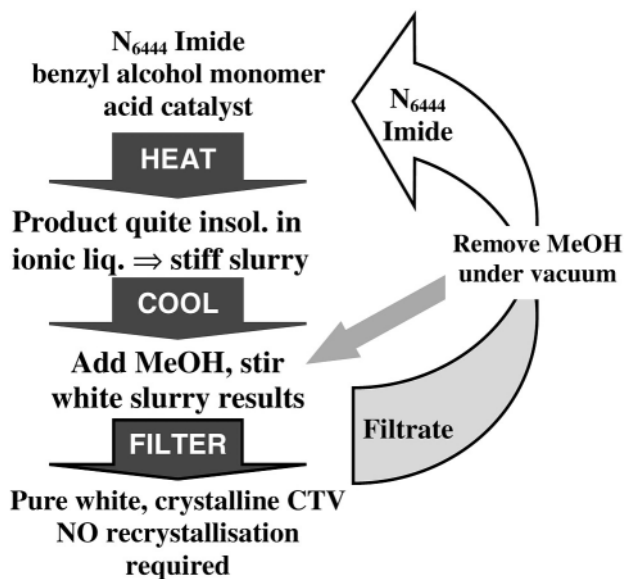 N₆₄₄₄ Imide
benzyl alcohol monomer
acid catalyst
HEAT
Product quite insol. in
ionic liq. ⇒ stiff slurry
COOL
Add MeOH, stir
white slurry results
FILTER
Pure white, crystalline CTV
NO recrystallisation
required
Filtrate
Remove MeOH
under vacuum
N₆₄₄₄
Imide